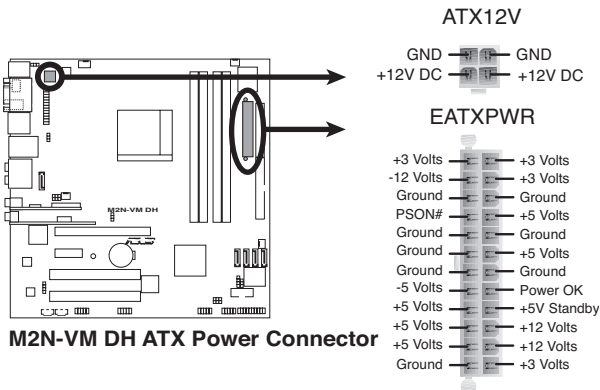 ATX12V
GND GND
+12V DC +12V DC
EATXPWR
+3 Volts +3 Volts
-12 Volts +3 Volts
Ground Ground
PSON# +5 Volts
Ground Ground
Ground +5 Volts
Ground Ground
-5 Volts Power OK
+5 Volts +5V Standby
+5 Volts +12 Volts
+5 Volts +12 Volts
Ground +3 Volts
M2N-VM DH
M2N-VM DH ATX Power Connector